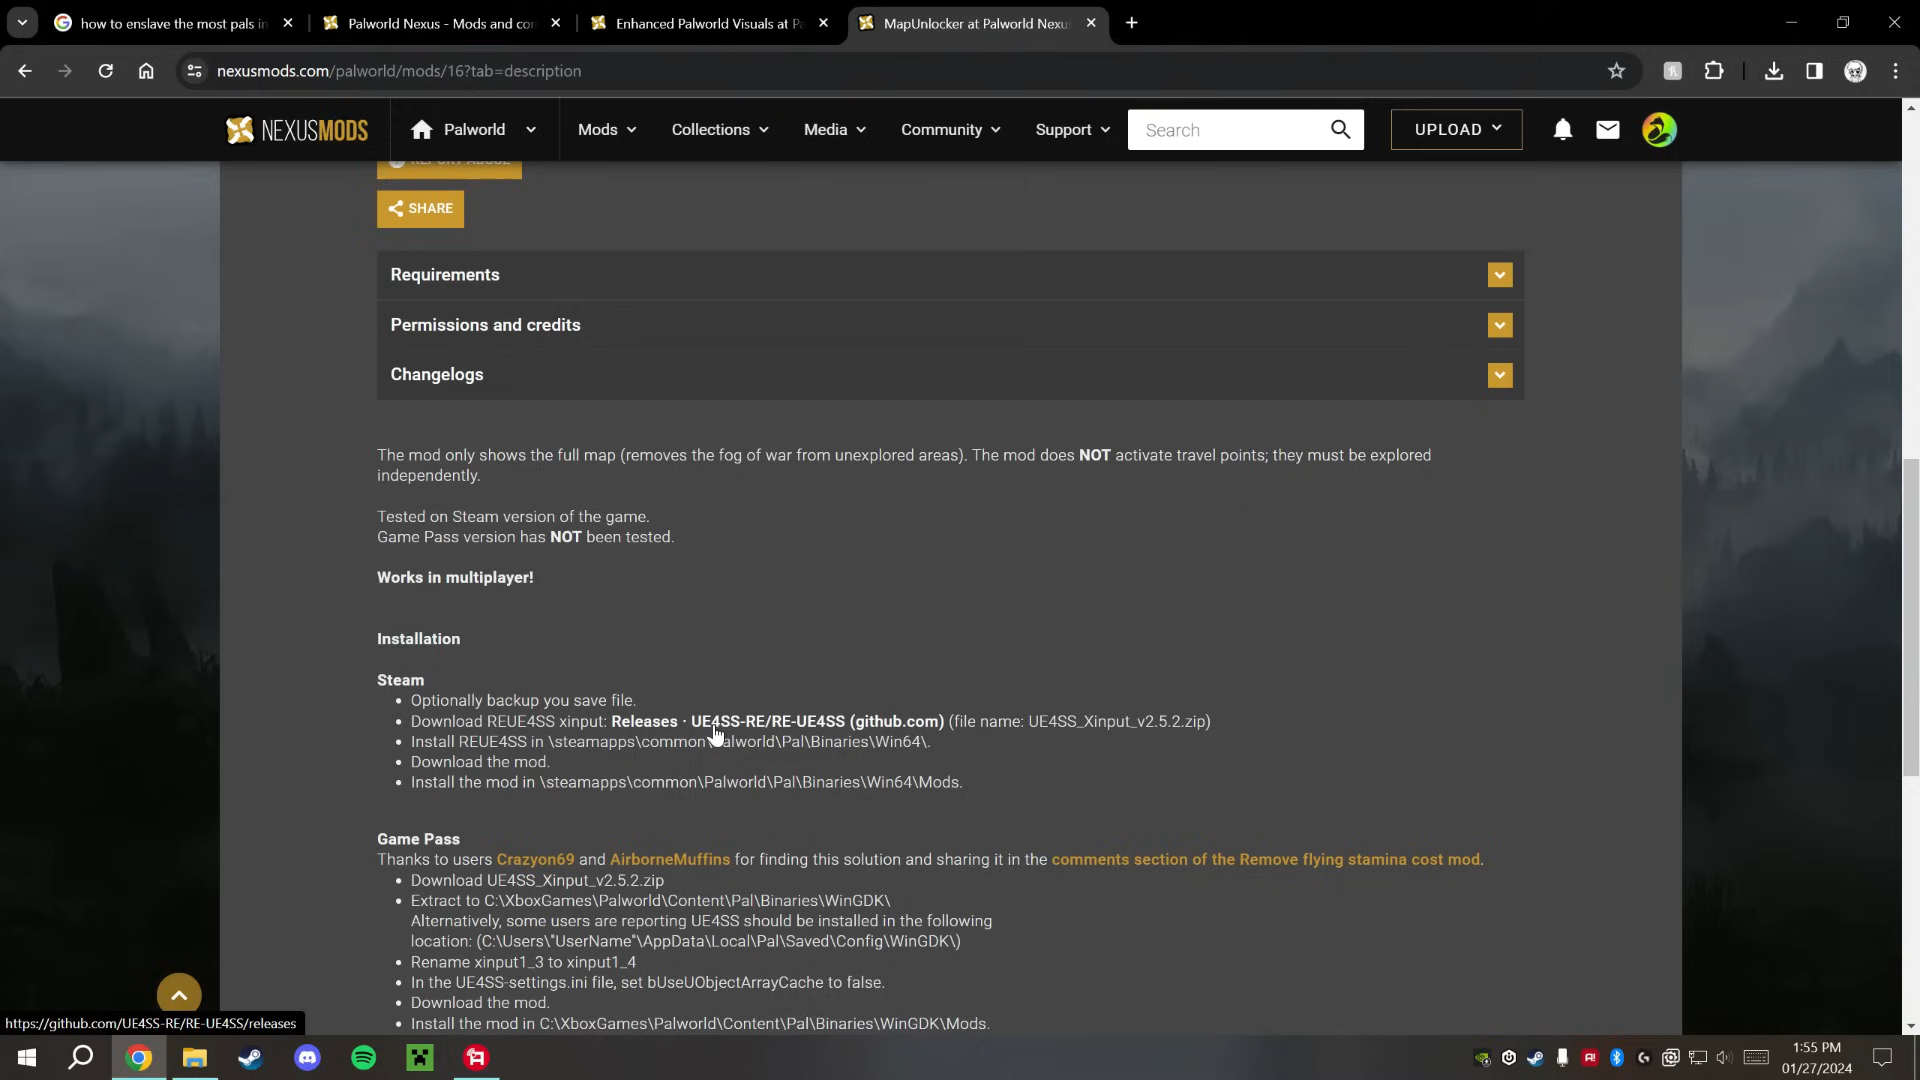 how to enslave the most pals in
Palworld Nexus - Mods and co
Enhanced Palworld Visuals at Pa
MapUnlocker at Palworld Nexu
nexusmods.com/palworld/mods/16?tab=description
NEXUSMODS
Palworld
Mods
Collections
Media
Community
Support
Search
UPLOAD
REPORT ABUSE
SHARE
Requirements
Permissions and credits
Changelogs
The mod only shows the full map (removes the fog of war from unexplored areas). The mod does NOT activate travel points; they must be explored
independently.
Tested on Steam version of the game.
Game Pass version has NOT been tested.
Works in multiplayer!
Installation
Steam
• Optionally backup you save file.
• Download REUE4SS xinput: Releases · UE4SS-RE/RE-UE4SS (github.com) (file name: UE4SS_Xinput_v2.5.2.zip)
• Install REUE4SS in \steamapps\common\Palworld\Pal\Binaries\Win64\.
• Download the mod.
• Install the mod in \steamapps\common\Palworld\Pal\Binaries\Win64\Mods.
Game Pass
Thanks to users Crazyon69 and AirborneMuffins for finding this solution and sharing it in the comments section of the Remove flying stamina cost mod.
• Download UE4SS_Xinput_v2.5.2.zip
• Extract to C:\XboxGames\Palworld\Content\Pal\Binaries\WinGDK\
Alternatively, some users are reporting UE4SS should be installed in the following
location: (C:\Users\"UserName"\AppData\Local\Pal\Saved\Config\WinGDK\)
• Rename xinput1_3 to xinput1_4
• In the UE4SS-settings.ini file, set bUseUObjectArrayCache to false.
• Download the mod.
• Install the mod in C:\XboxGames\Palworld\Content\Pal\Binaries\WinGDK\Mods.
https://github.com/UE4SS-RE/RE-UE4SS/releases
1:55 PM
01/27/2024